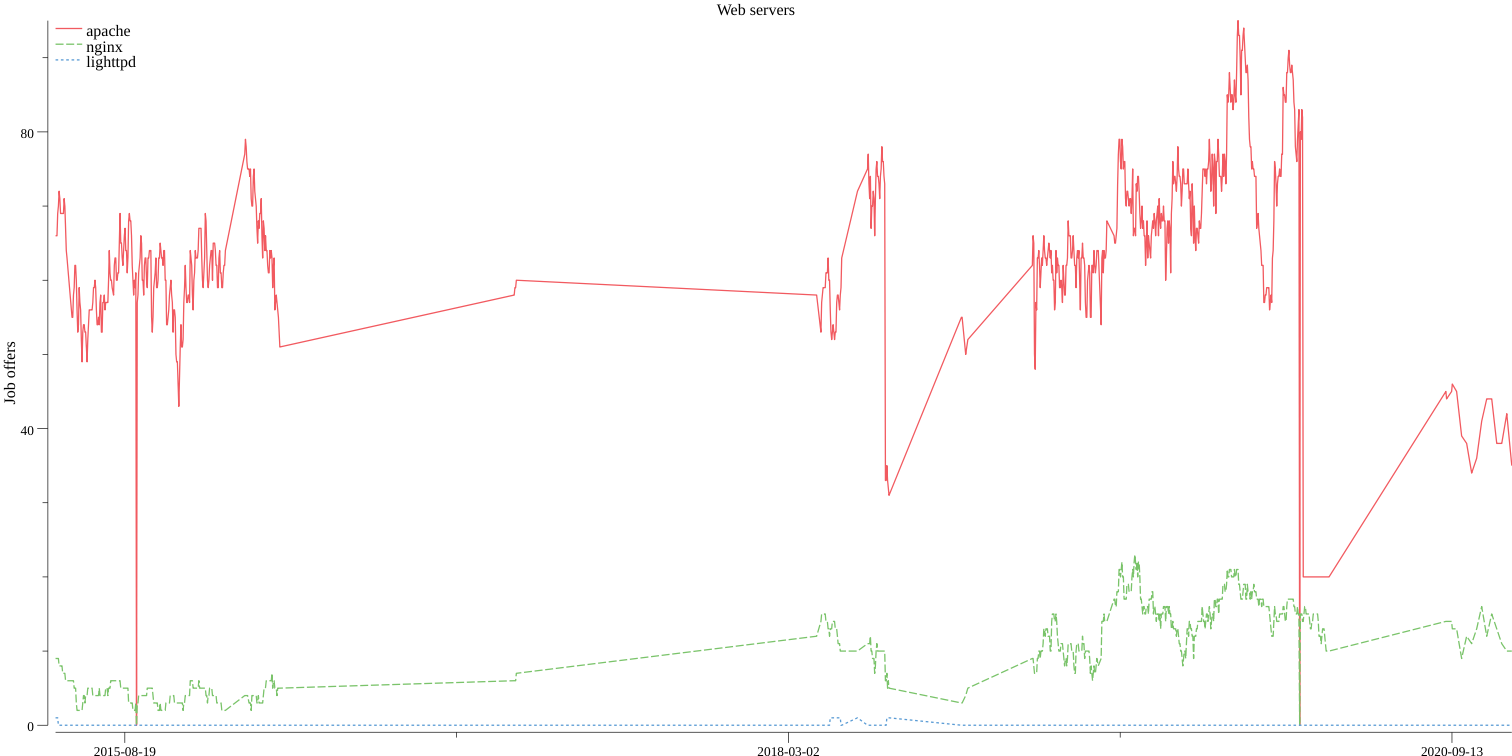 Web servers
apache
nginx
lighttpd
80
40
0
Job offers
2015-08-19
2018-03-02
2020-09-13